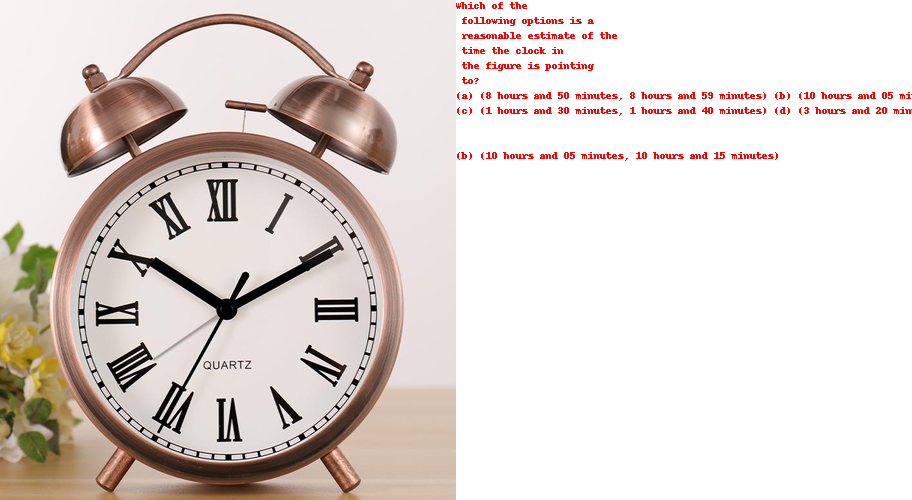 Which of the
following options is a
reasonable estimate of the
time the clock in
the figure is pointing
to?
(a) (8 hours and 50 minutes, 8 hours and 59 minutes) (b) (10 hours and 05 mi
(c) (1 hours and 30 minutes, 1 hours and 40 minutes) (d) (3 hours and 20 min
(b) (10 hours and 05 minutes, 10 hours and 15 minutes)
XII
I
II
III
IV
V
VI
VII
VIII
IX
X
XI
QUARTZ